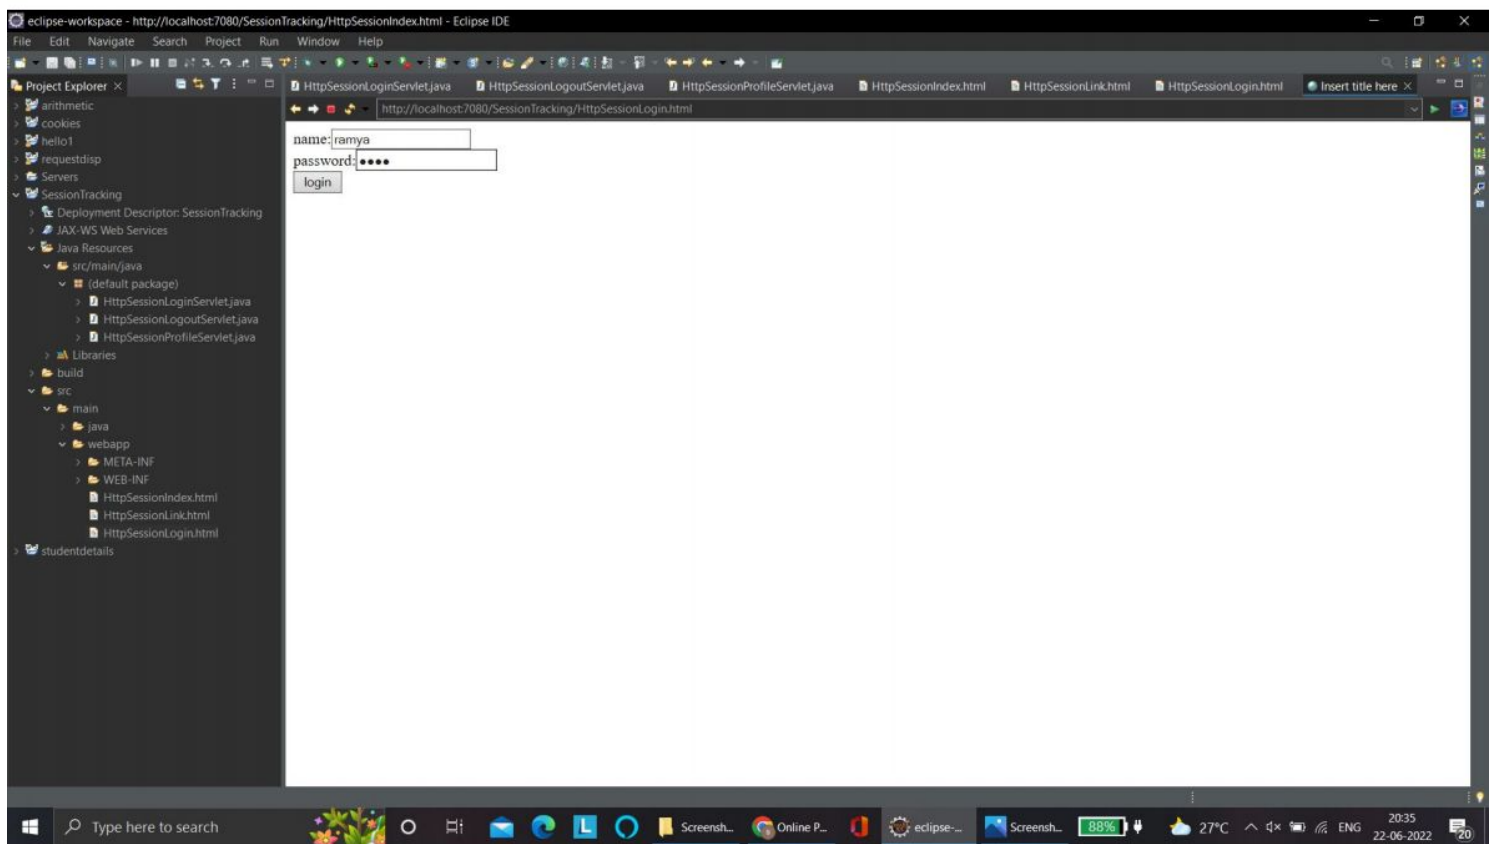 eclipse-workspace - http://localhost:7080/SessionTracking/HttpSessionIndex.html - Eclipse IDE
File Edit Navigate Search Project Run Window Help
Project Explorer
HttpSessionLoginServlet.java HttpSessionLogoutServlet.java HttpSessionProfileServlet.java HttpSessionIndex.html HttpSessionLink.html HttpSessionLogin.html Insert title here
http://localhost:7080/SessionTracking/HttpSessionLogin.html
arithmetic
cookies
hello1
requestdisp
Servers
SessionTracking
Deployment Descriptor: SessionTracking
JAX-WS Web Services
Java Resources
src/main/java
(default package)
HttpSessionLoginServlet.java
HttpSessionLogoutServlet.java
HttpSessionProfileServlet.java
Libraries
build
src
main
java
webapp
META-INF
WEB-INF
HttpSessionIndex.html
HttpSessionLink.html
HttpSessionLogin.html
studentdetails
name: ramya
password: ••••
login
Type here to search
L
Screensh...
Online P...
eclipse-...
Screensh...
88%
27°C
ENG
20:35
22-06-2022
20